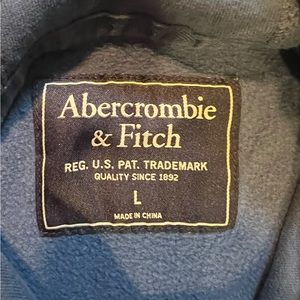 Abercrombie
& Fitch
REG. U.S. PAT. TRADEMARK
QUALITY SINCE 1892
L
MADE IN CHINA